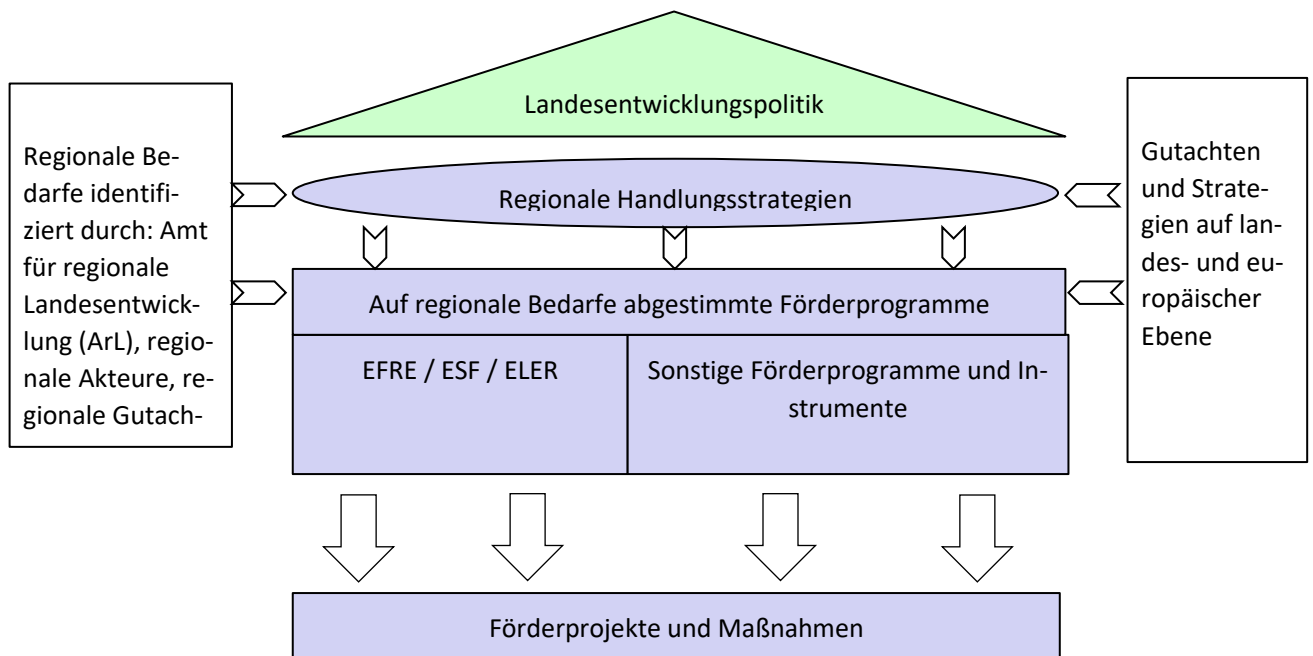 Landesentwicklungspolitik
Regionale Be-
darfe identifi-
ziert durch: Amt
für regionale
Landesentwick-
lung (ArL), regio-
nale Akteure, re-
gionale Gutach-
Regionale Handlungsstrategien
Gutachten
und Strate-
gien auf lan-
des- und eu-
ropäischer
Ebene
Auf regionale Bedarfe abgestimmte Förderprogramme
EFRE / ESF / ELER
Sonstige Förderprogramme und In-
strumente
Förderprojekte und Maßnahmen